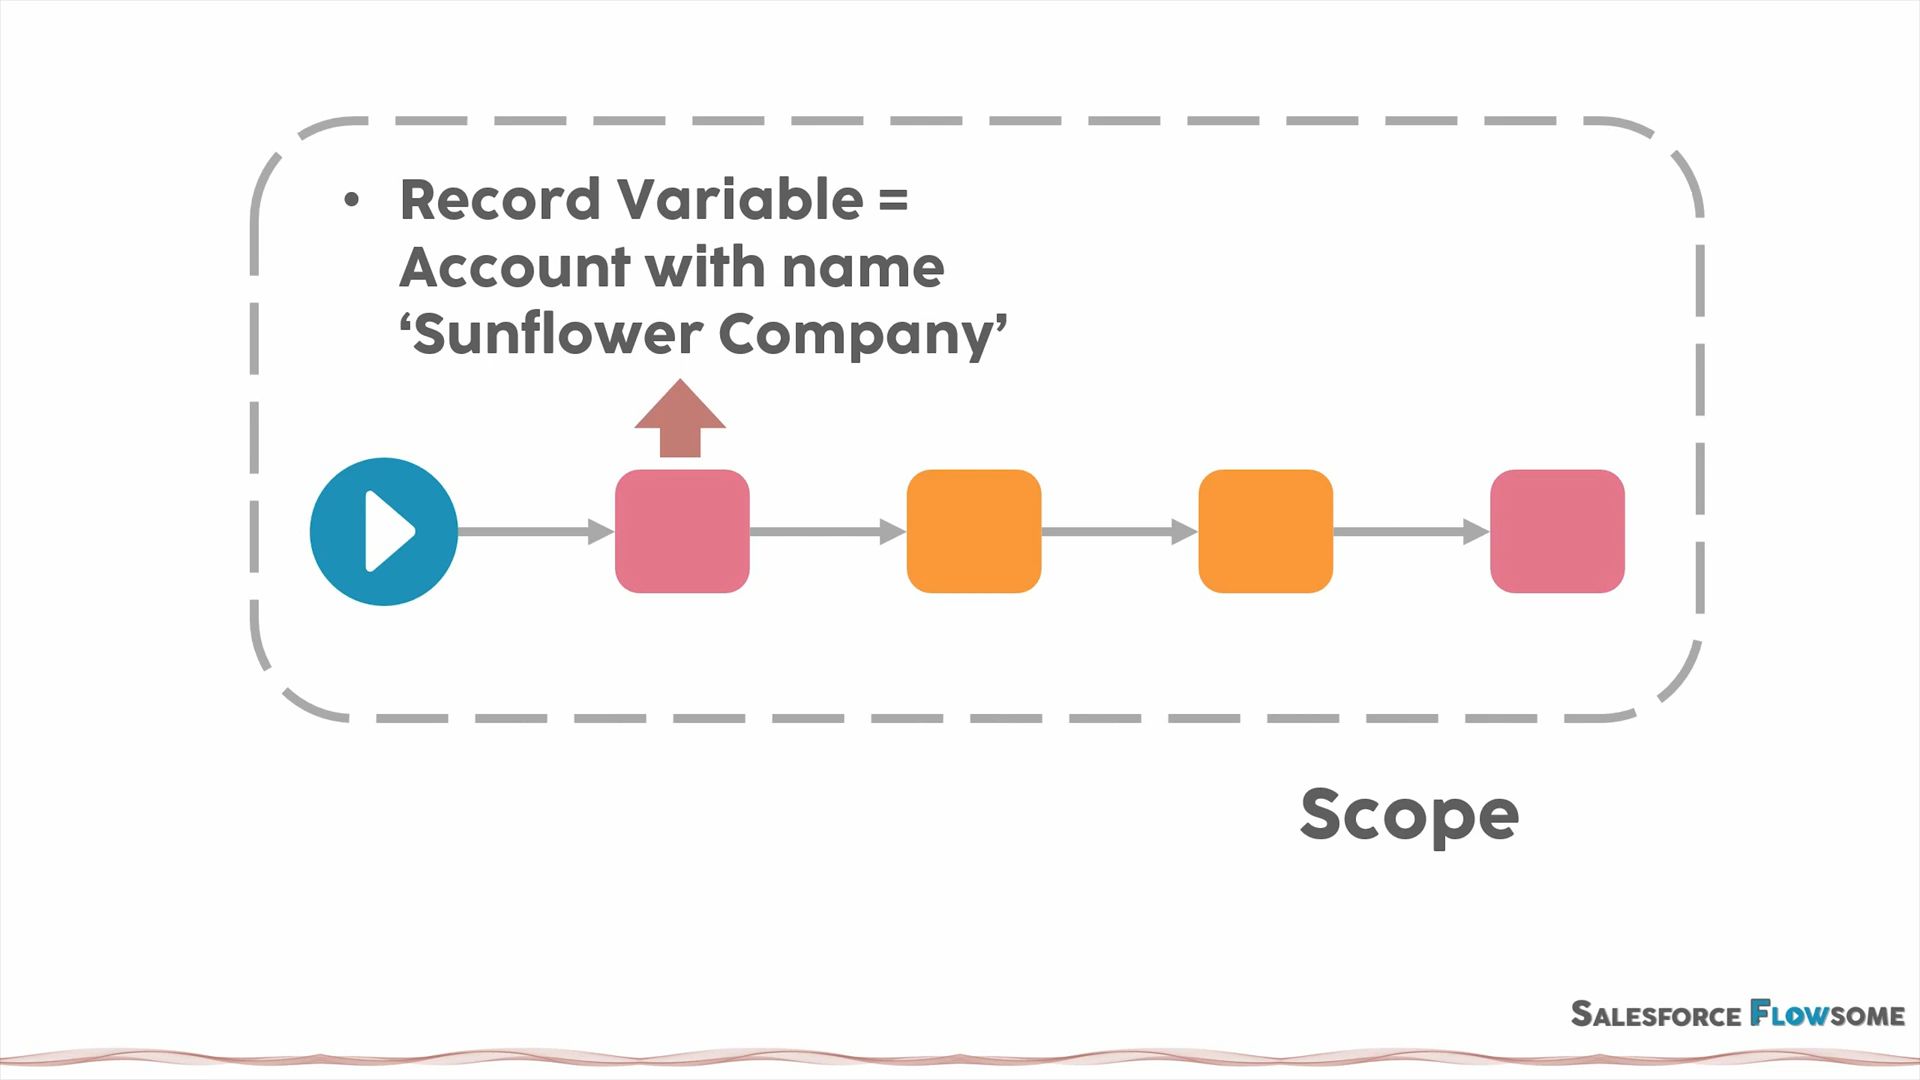 • Record Variable =
Account with name
‘Sunflower Company’
Scope
SALESFORCE FLOWSOME